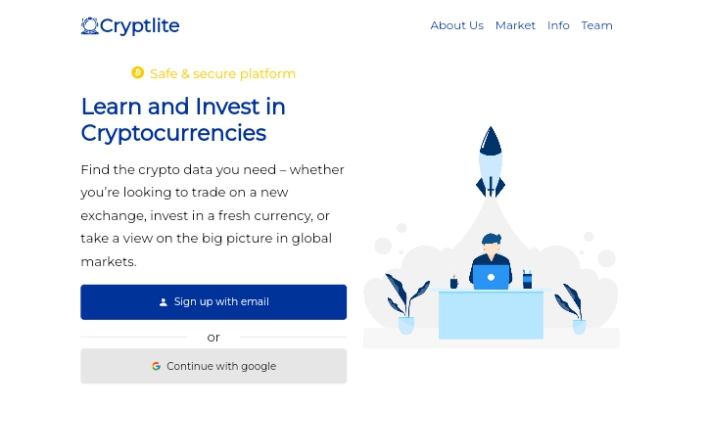 Cryptlite
About Us Market Info Team
Safe & secure platform
Learn and Invest in
Cryptocurrencies
Find the crypto data you need – whether
you’re looking to trade on a new
exchange, invest in a fresh currency, or
take a view on the big picture in global
markets.
Sign up with email
or
Continue with google